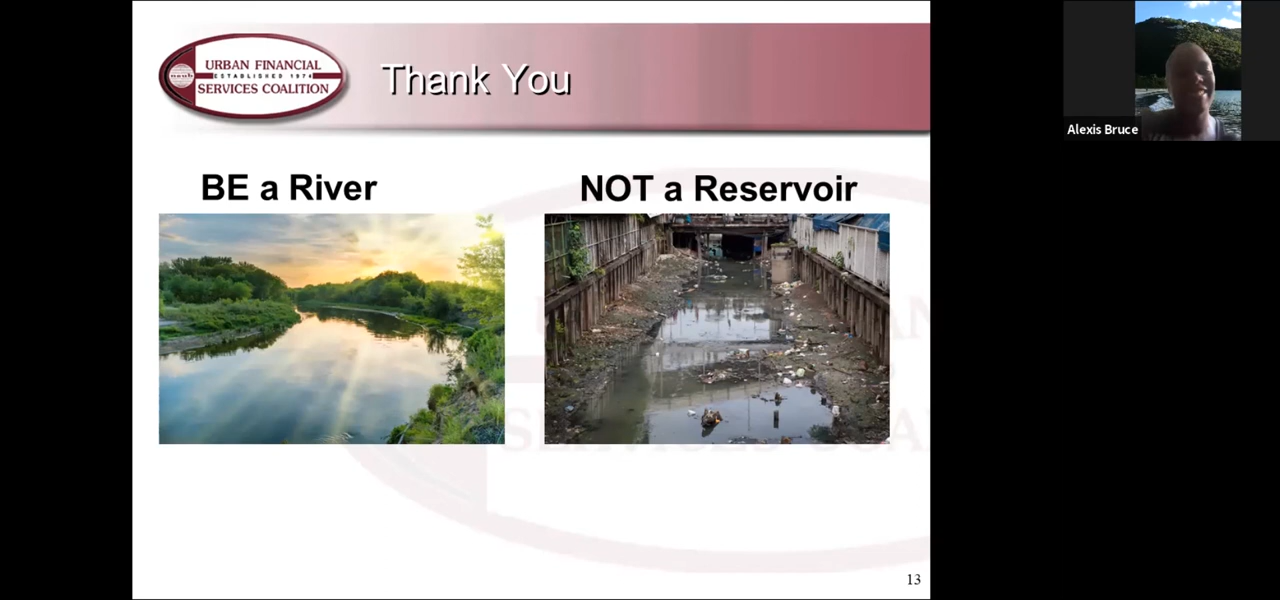 URBAN FINANCIAL
ESTABLISHED 1974
SERVICES COALITION
Thank You
BE a River
NOT a Reservoir
13
Alexis Bruce